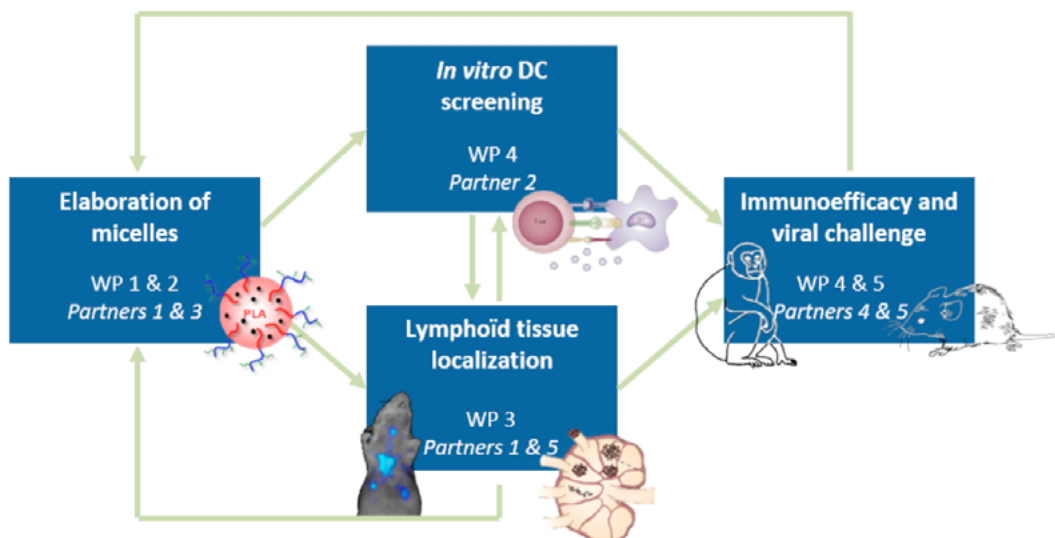 In vitro DC
screening
WP 4
Partner 2
Elaboration of
micelles
WP 1 & 2
Partners 1 & 3
PLA
Immunoefficacy and
viral challenge
WP 4 & 5
Partners 4 & 5
Lymphoïd tissue
localization
WP 3
Partners 1 & 5